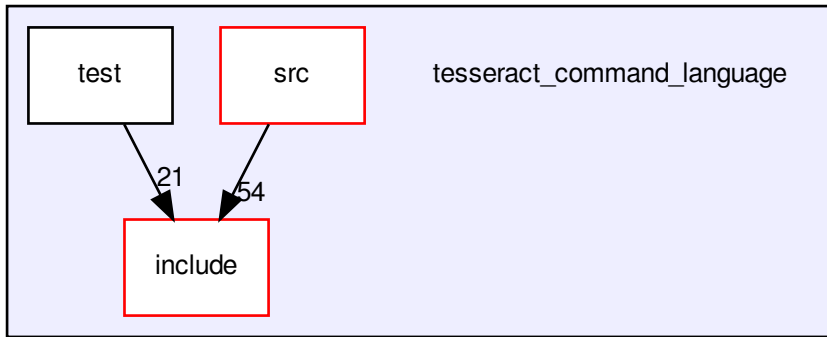 test
src
tesseract_command_language
21
54
include